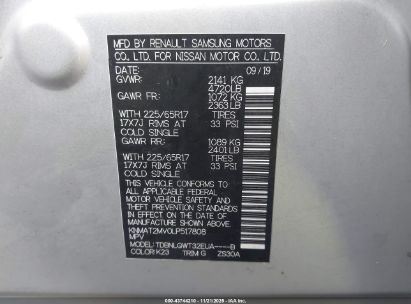 MFD BY RENAULT SAMSUNG MOTORS
CO., LTD. FOR NISSAN MOTOR CO., LTD.
DATE: 09/19
GVWR: 2141 KG
4720LB
GAWR FR: 1072 KG
2363LB
WITH 225/65R17 TIRES
17X7J RIMS AT 33 PSI
COLD SINGLE
GAWR RR: 1089 KG
2401LB
WITH 225/65R17 TIRES
17X7J RIMS AT 33 PSI
COLD SINGLE
THIS VEHICLE CONFORMS TO ALL
APPLICABLE FEDERAL MOTOR VEHICLE
SAFETY AND THEFT PREVENTION
STANDARDS IN EFFECT ON THE DATE OF
MANUFACTURE SHOWN ABOVE.
KNMAT2MV0LP517808
MPV
MODEL: TDBNLGWT32EUA----B
COLOR: K23 TRIM: G ZS30A